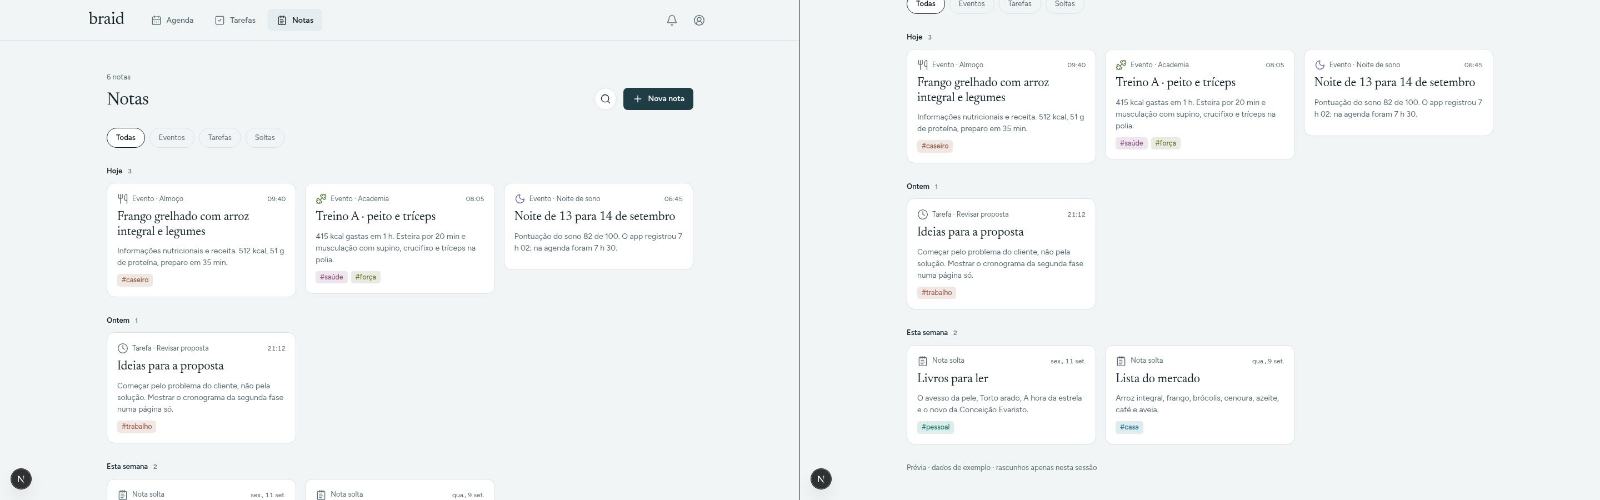 braid
Agenda
Tarefas
Notas
6 notas
Notas
Nova nota
Todas
Eventos
Tarefas
Soltas
Hoje 3
Evento · Almoço 09:40
Frango grelhado com arroz
integral e legumes
Informações nutricionais e receita. 512 kcal, 51 g
de proteína, preparo em 35 min.
#caseiro
Evento · Academia 08:05
Treino A · peito e tríceps
415 kcal gastas em 1 h. Esteira por 20 min e
musculação com supino, crucifixo e tríceps na
polia.
#saúde #força
Evento · Noite de sono 06:45
Noite de 13 para 14 de setembro
Pontuação do sono 82 de 100. O app registrou 7
h 02; na agenda foram 7 h 30.
Ontem 1
Tarefa · Revisar proposta 21:12
Ideias para a proposta
Começar pelo problema do cliente, não pela
solução. Mostrar o cronograma da segunda fase
numa página só.
#trabalho
Esta semana 2
Nota solta sex., 11 set.
Nota solta qua., 9 set.
N
Todas
Eventos
Tarefas
Soltas
Hoje 3
Evento · Almoço 09:40
Frango grelhado com arroz
integral e legumes
Informações nutricionais e receita. 512 kcal, 51 g
de proteína, preparo em 35 min.
#caseiro
Evento · Academia 08:05
Treino A · peito e tríceps
415 kcal gastas em 1 h. Esteira por 20 min e
musculação com supino, crucifixo e tríceps na
polia.
#saúde #força
Evento · Noite de sono 06:45
Noite de 13 para 14 de setembro
Pontuação do sono 82 de 100. O app registrou 7
h 02; na agenda foram 7 h 30.
Ontem 1
Tarefa · Revisar proposta 21:12
Ideias para a proposta
Começar pelo problema do cliente, não pela
solução. Mostrar o cronograma da segunda fase
numa página só.
#trabalho
Esta semana 2
Nota solta sex., 11 set.
Livros para ler
O avesso da pele, Torto arado, A hora da estrela
e o novo da Conceição Evaristo.
#pessoal
Nota solta qua., 9 set.
Lista do mercado
Arroz integral, frango, brócolis, cenoura, azeite,
café e aveia.
#casa
Prévia · dados de exemplo · rascunhos apenas nesta sessão
N